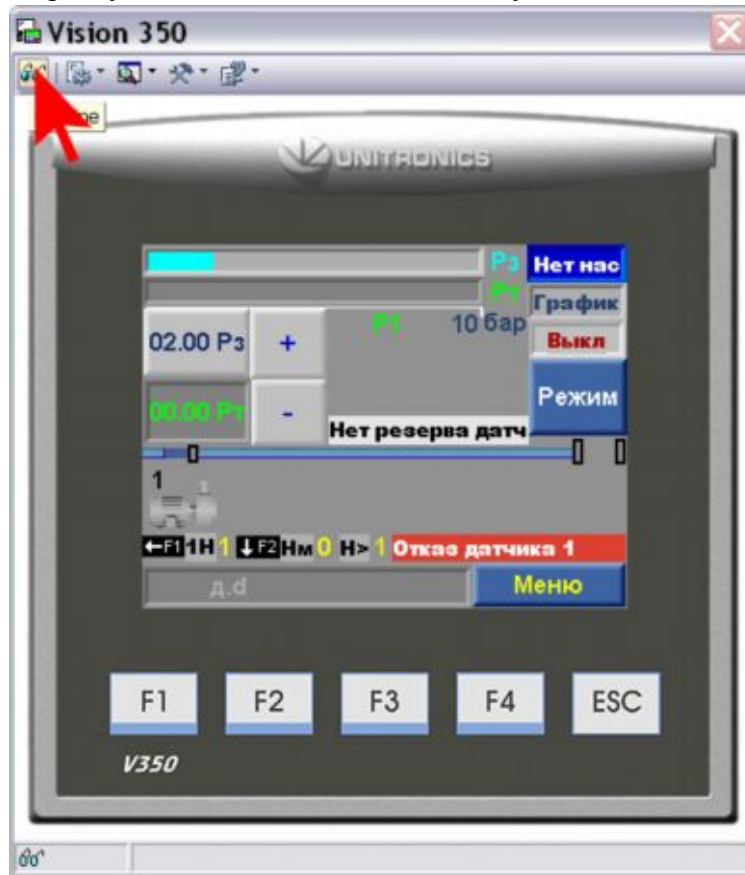 Vision 350
UNITRONICS
Рз Нет нас
Рт График
Р1 10 бар Выкл
02.00 Рз +
00.00 Рт - Режим
Нет резерва датч
1
←F1 1Н 1 ↓F2 Нм 0 Н> 1 Отказ датчика 1
д.d Меню
F1 F2 F3 F4 ESC
V350